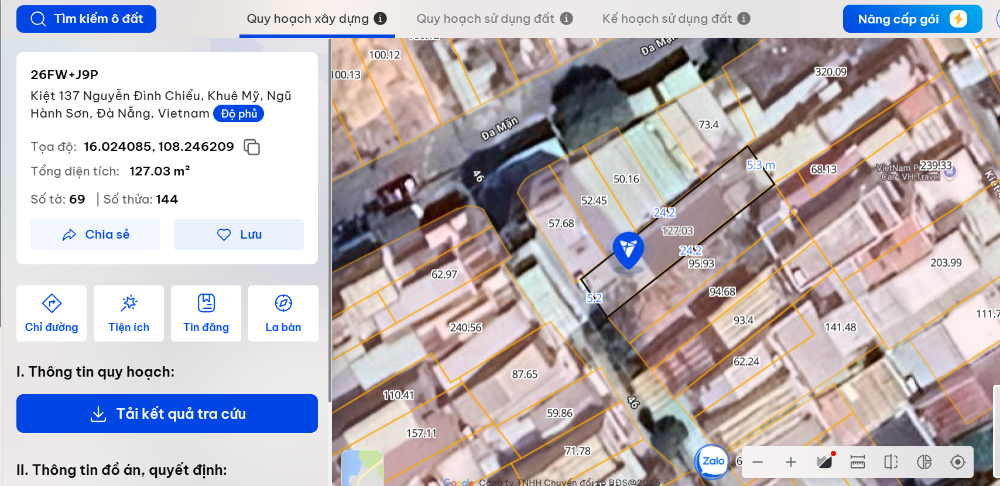 Tìm kiếm ô đất
Quy hoạch xây dựng
Quy hoạch sử dụng đất
Kế hoạch sử dụng đất
Nâng cấp gói
26FW+J9P
Kiệt 137 Nguyễn Đình Chiểu, Khuê Mỹ, Ngũ
Hành Sơn, Đà Nẵng, Vietnam Độ phủ
Tọa độ: 16.024085, 108.246209
Tổng diện tích: 127.03 m²
Số tờ: 69 | Số thửa: 144
Chia sẻ
Lưu
Chỉ đường
Tiện ích
Tin đăng
La bàn
I. Thông tin quy hoạch:
Tải kết quả tra cứu
II. Thông tin đồ án, quyết định:
100.12
100.13
Đa Mặn
320.09
Đa Mặn
73.4
46
50.16
5.3 m
68.13
239.33
VietNam
Car - VH Travel
52.45
24.2
57.68
127.03
24.2
95.93
203.99
62.97
94.68
5.2
93.4
141.48
111.7
240.56
62.24
87.65
110.41
46
59.86
157.11
71.78
Zalo
Google
Công ty TNHH Chuyển đổi số BĐS@2025